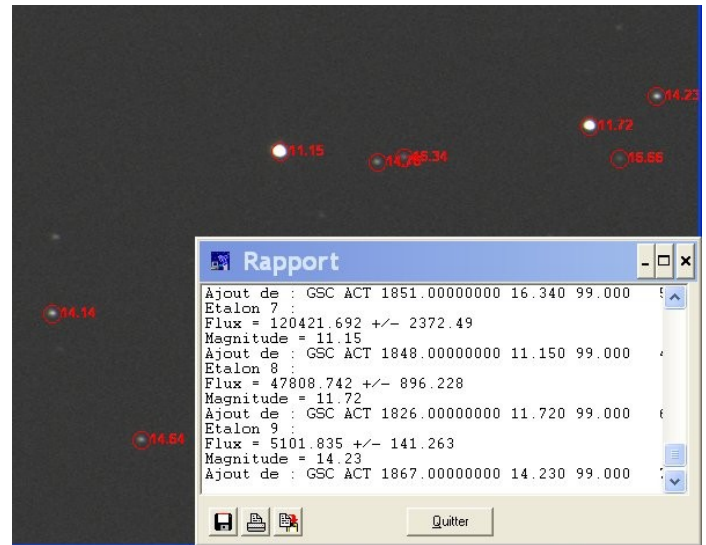 14.23
11.72
11.15
16.34
16.66
14.14
14.64
Rapport
Ajout de : GSC ACT 1851.00000000 16.340 99.000
Etalon 7 :
Flux = 120421.692 +/- 2372.49
Magnitude = 11.15
Ajout de : GSC ACT 1848.00000000 11.150 99.000
Etalon 8 :
Flux = 47808.742 +/- 896.228
Magnitude = 11.72
Ajout de : GSC ACT 1826.00000000 11.720 99.000
Etalon 9 :
Flux = 5101.835 +/- 141.263
Magnitude = 14.23
Ajout de : GSC ACT 1867.00000000 14.230 99.000
Quitter